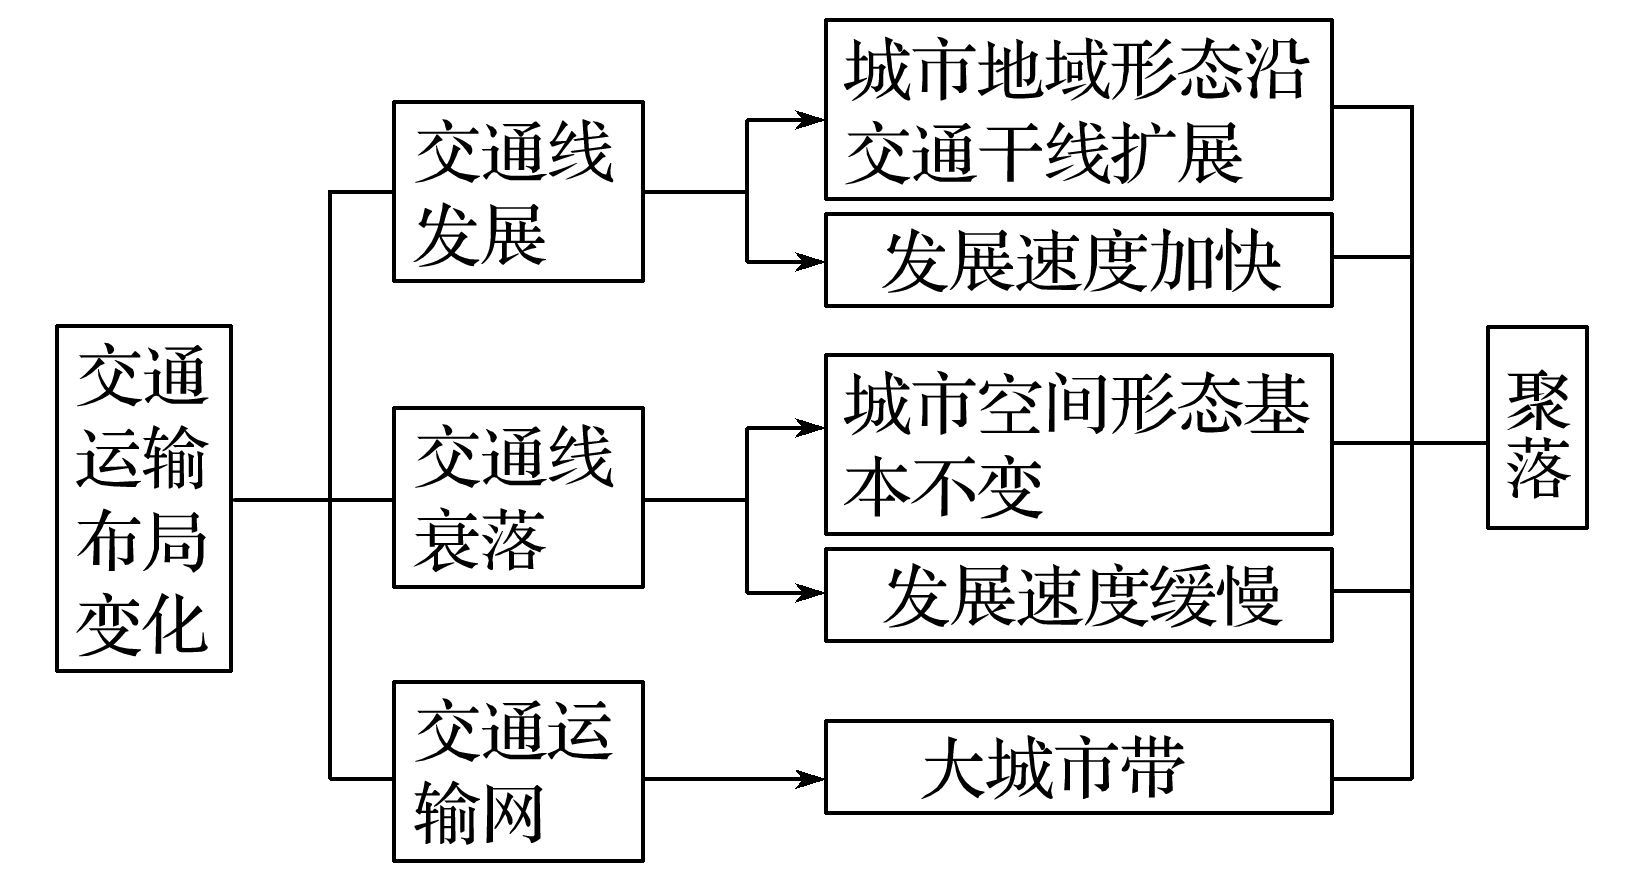 交通
运输
布局
变化
交通线
发展
城市地域形态沿
交通干线扩展
发展速度加快
交通线
衰落
城市空间形态基
本不变
发展速度缓慢
交通运
输网
大城市带
聚
落